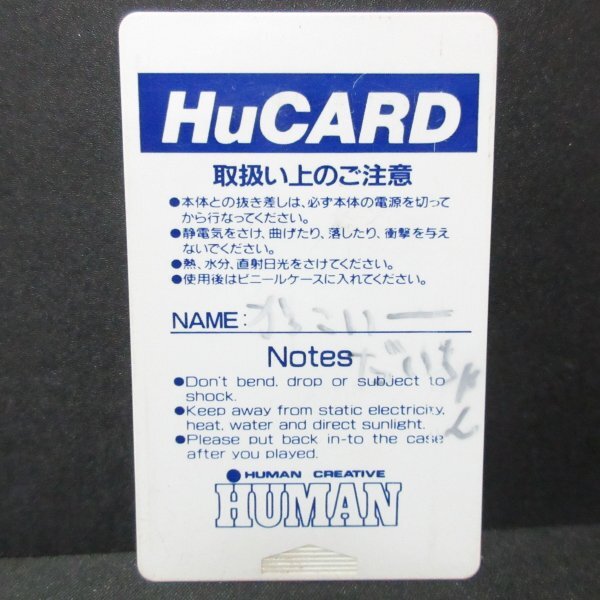 HuCARD
取扱い上のご注意
●本体との抜き差しは、必ず本体の電源を切って
から行なってください。
●静電気をさけ、曲げたり、落したり、衝撃を与え
ないでください。
●熱、水分、直射日光をさけてください。
●使用後はビニールケースに入れてください。
NAME:
Notes
●Don't bend, drop or subject to
shock.
●Keep away from static electricity,
heat, water and direct sunlight.
●Please put back in-to the case
after you played.
HUMAN CREATIVE
HUMAN